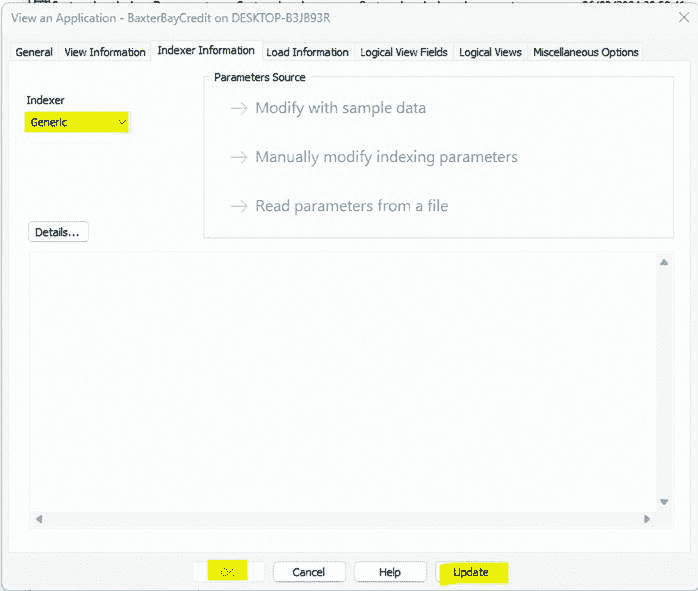 View an Application - BaxterBayCredit on DESKTOP-B3JB93R
General View Information Indexer Information Load Information Logical View Fields Logical Views Miscellaneous Options
Parameters Source
Indexer
Generic
Modify with sample data
Manually modify indexing parameters
Read parameters from a file
Details...
OK Cancel Help Update